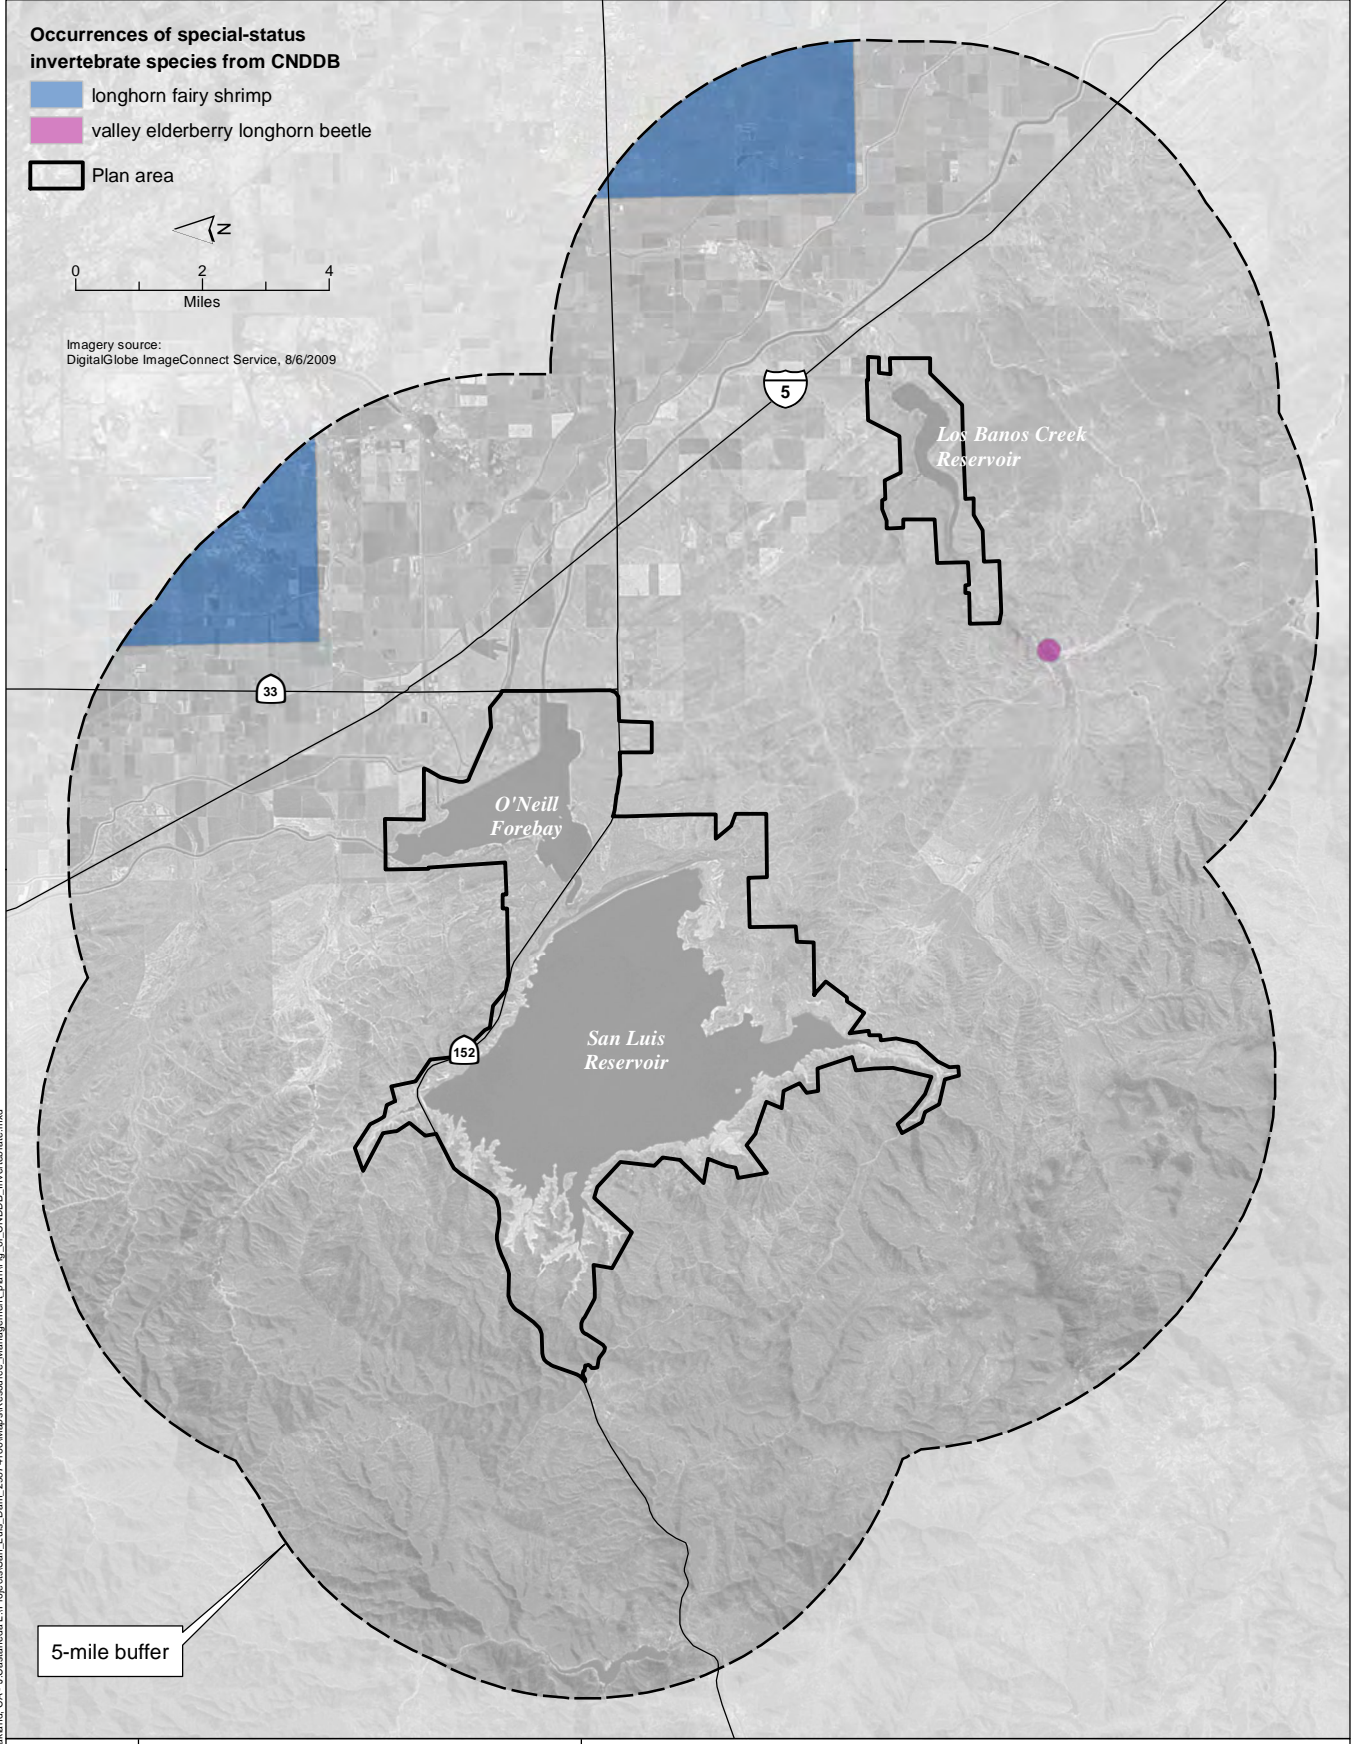 Occurrences of special-status
invertebrate species from CNDDB
longhorn fairy shrimp
valley elderberry longhorn beetle
Plan area
N
0 2 4
Miles
Imagery source:
DigitalGlobe ImageConnect Service, 8/6/2009
5
Los Banos Creek
Reservoir
33
O'Neill
Forebay
152
San Luis
Reservoir
5-mile buffer